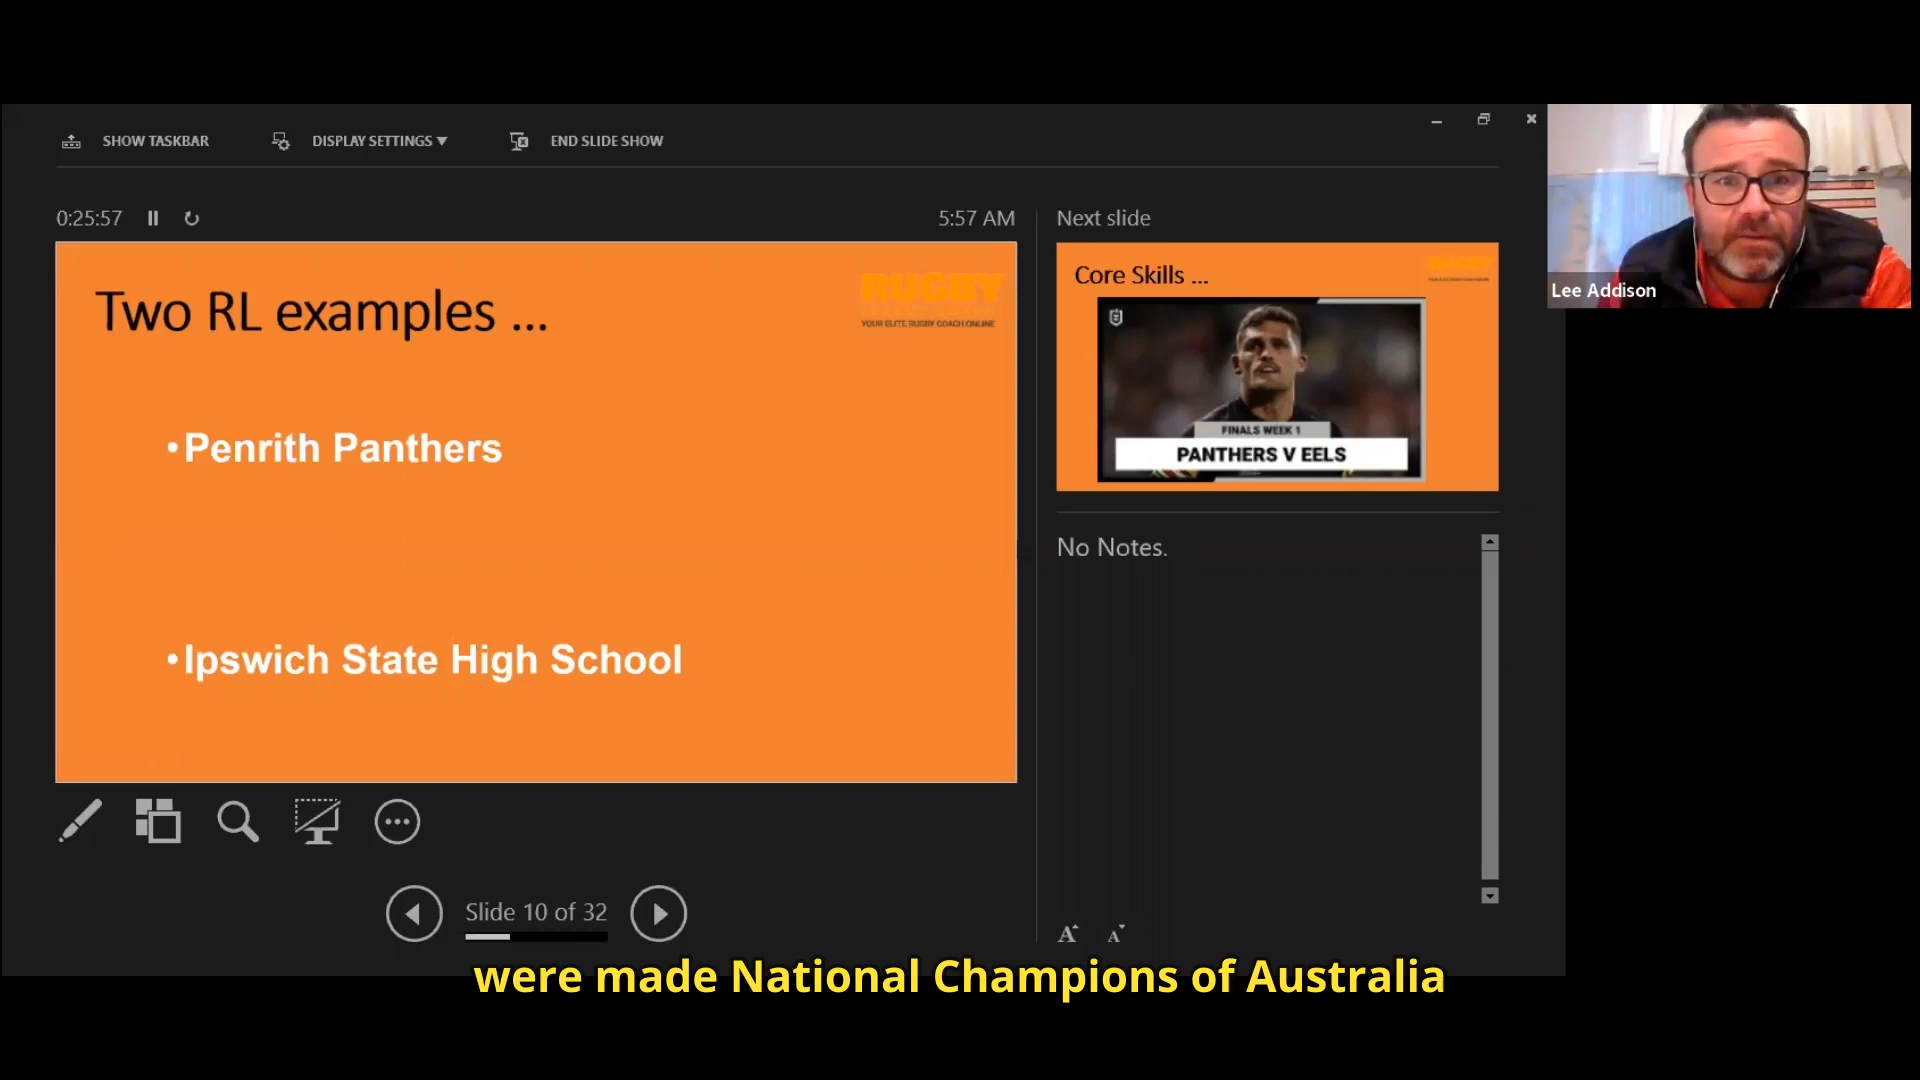 SHOW TASKBAR
DISPLAY SETTINGS ▼
END SLIDE SHOW
0:25:57
5:57 AM
Next slide
Two RL examples ...
RUGBY
YOUR ELITE RUGBY COACH ONLINE
•Penrith Panthers
•Ipswich State High School
Core Skills ...
FINALS WEEK 1
PANTHERS V EELS
Lee Addison
No Notes.
Slide 10 of 32
A A
were made National Champions of Australia